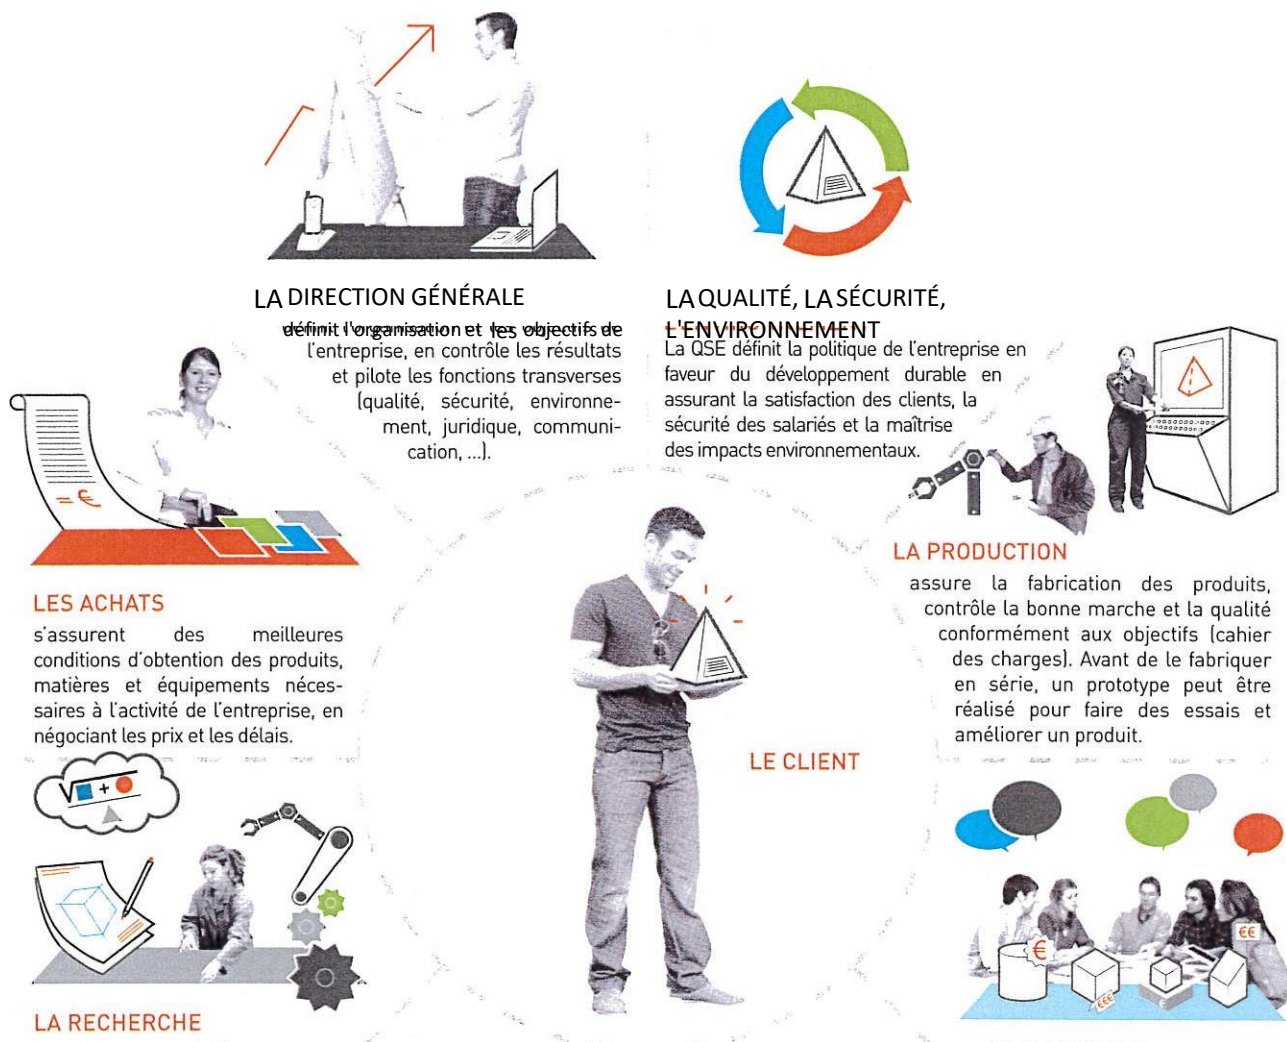 LA DIRECTION GÉNÉRALE
définit l'organisation et les objectifs de
l'entreprise, en contrôle les résultats
et pilote les fonctions transverses
(qualité, sécurité, environne-
ment, juridique, communi-
cation, ...).
LA QUALITÉ, LA SÉCURITÉ,
L'ENVIRONNEMENT
La QSE définit la politique de l'entreprise en
faveur du développement durable en
assurant la satisfaction des clients, la
sécurité des salariés et la maîtrise
des impacts environnementaux.
= €
LES ACHATS
s'assurent des meilleures
conditions d'obtention des produits,
matières et équipements néces-
saires à l'activité de l'entreprise, en
négociant les prix et les délais.
LA PRODUCTION
assure la fabrication des produits,
contrôle la bonne marche et la qualité
conformément aux objectifs (cahier
des charges). Avant de le fabriquer
en série, un prototype peut être
réalisé pour faire des essais et
améliorer un produit.
LE CLIENT
√ +
€
€€
€€€
LA RECHERCHE